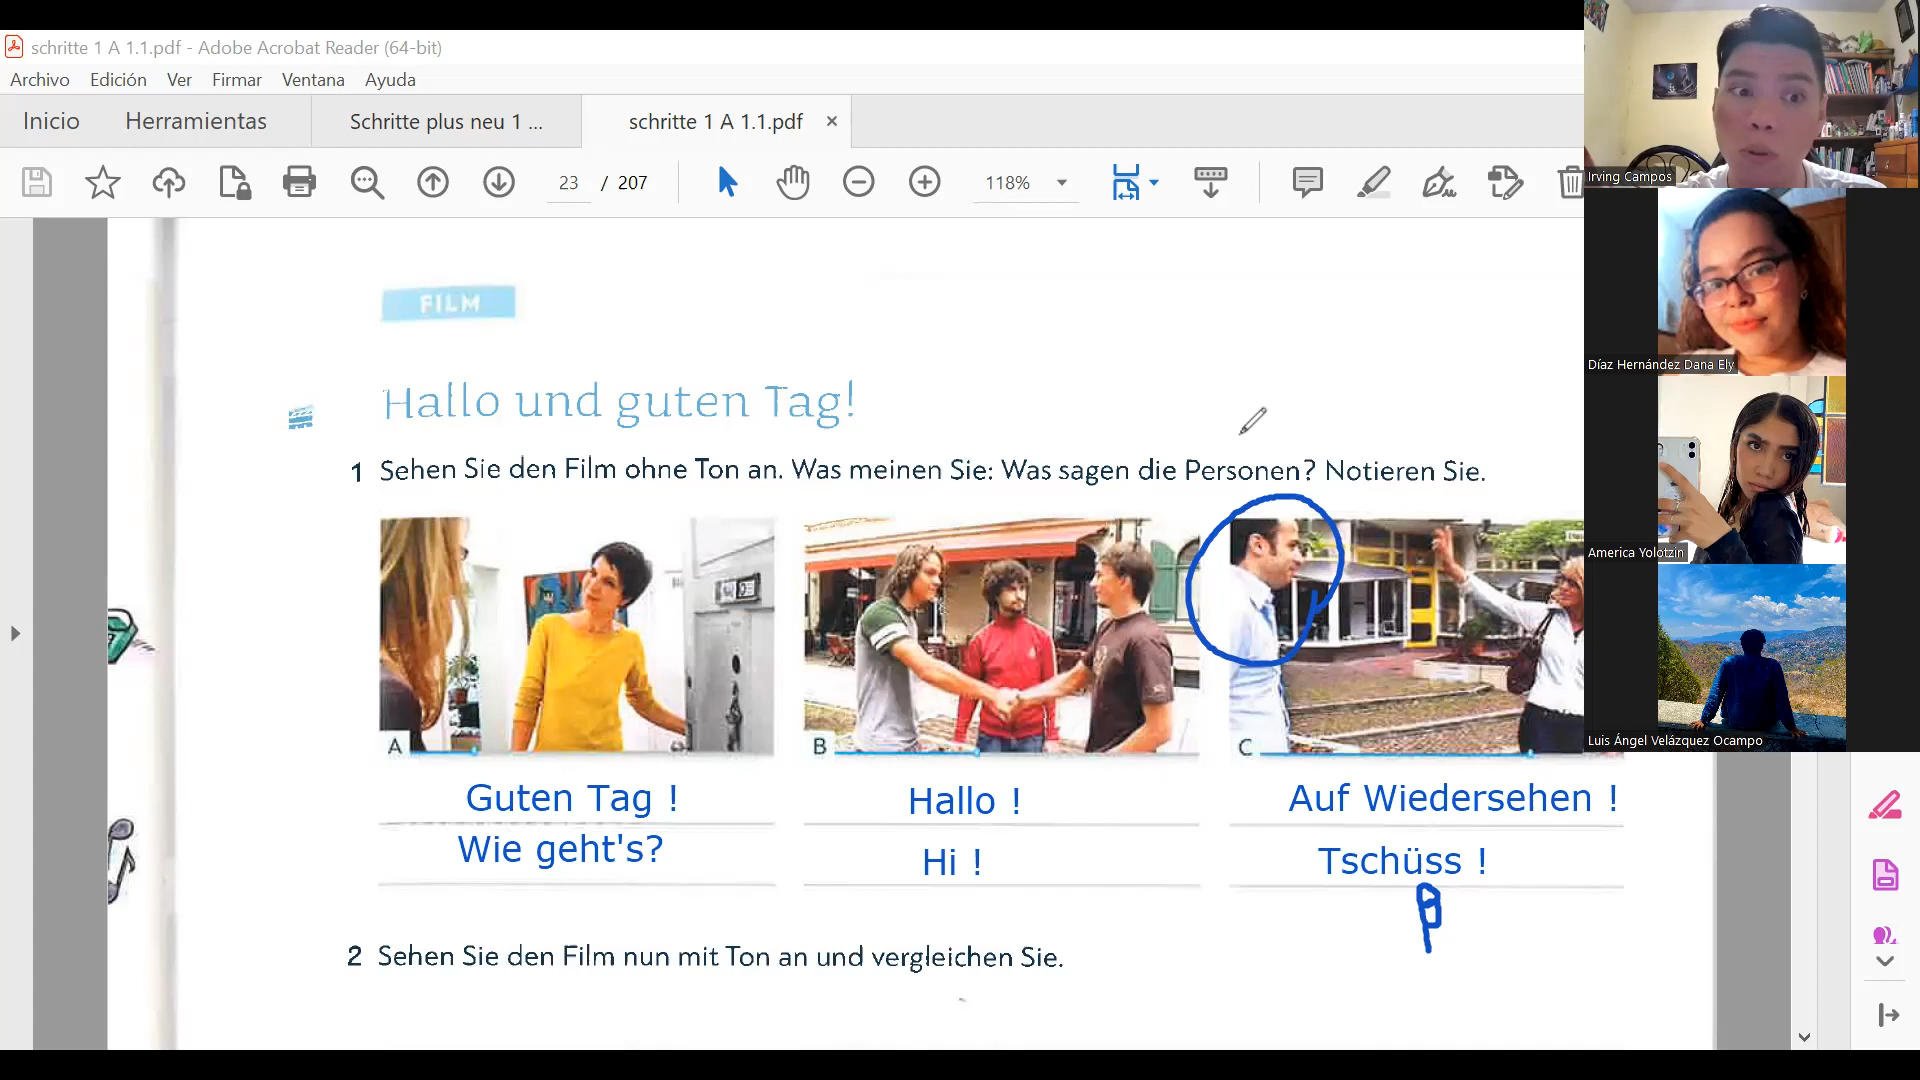 schritte 1 A 1.1.pdf - Adobe Acrobat Reader (64-bit)
Archivo Edición Ver Firmar Ventana Ayuda
Inicio Herramientas Schritte plus neu 1 ... schritte 1 A 1.1.pdf ×
23 / 207 118%
Irving Campos
Díaz Hernández Dana Ely
America Yolotzin
Luis Ángel Velázquez Ocampo
FILM
Hallo und guten Tag!
1 Sehen Sie den Film ohne Ton an. Was meinen Sie: Was sagen die Personen? Notieren Sie.
A B C
Guten Tag ! Hallo ! Auf Wiedersehen !
Wie geht's? Hi ! Tschüss !
ß
2 Sehen Sie den Film nun mit Ton an und vergleichen Sie.